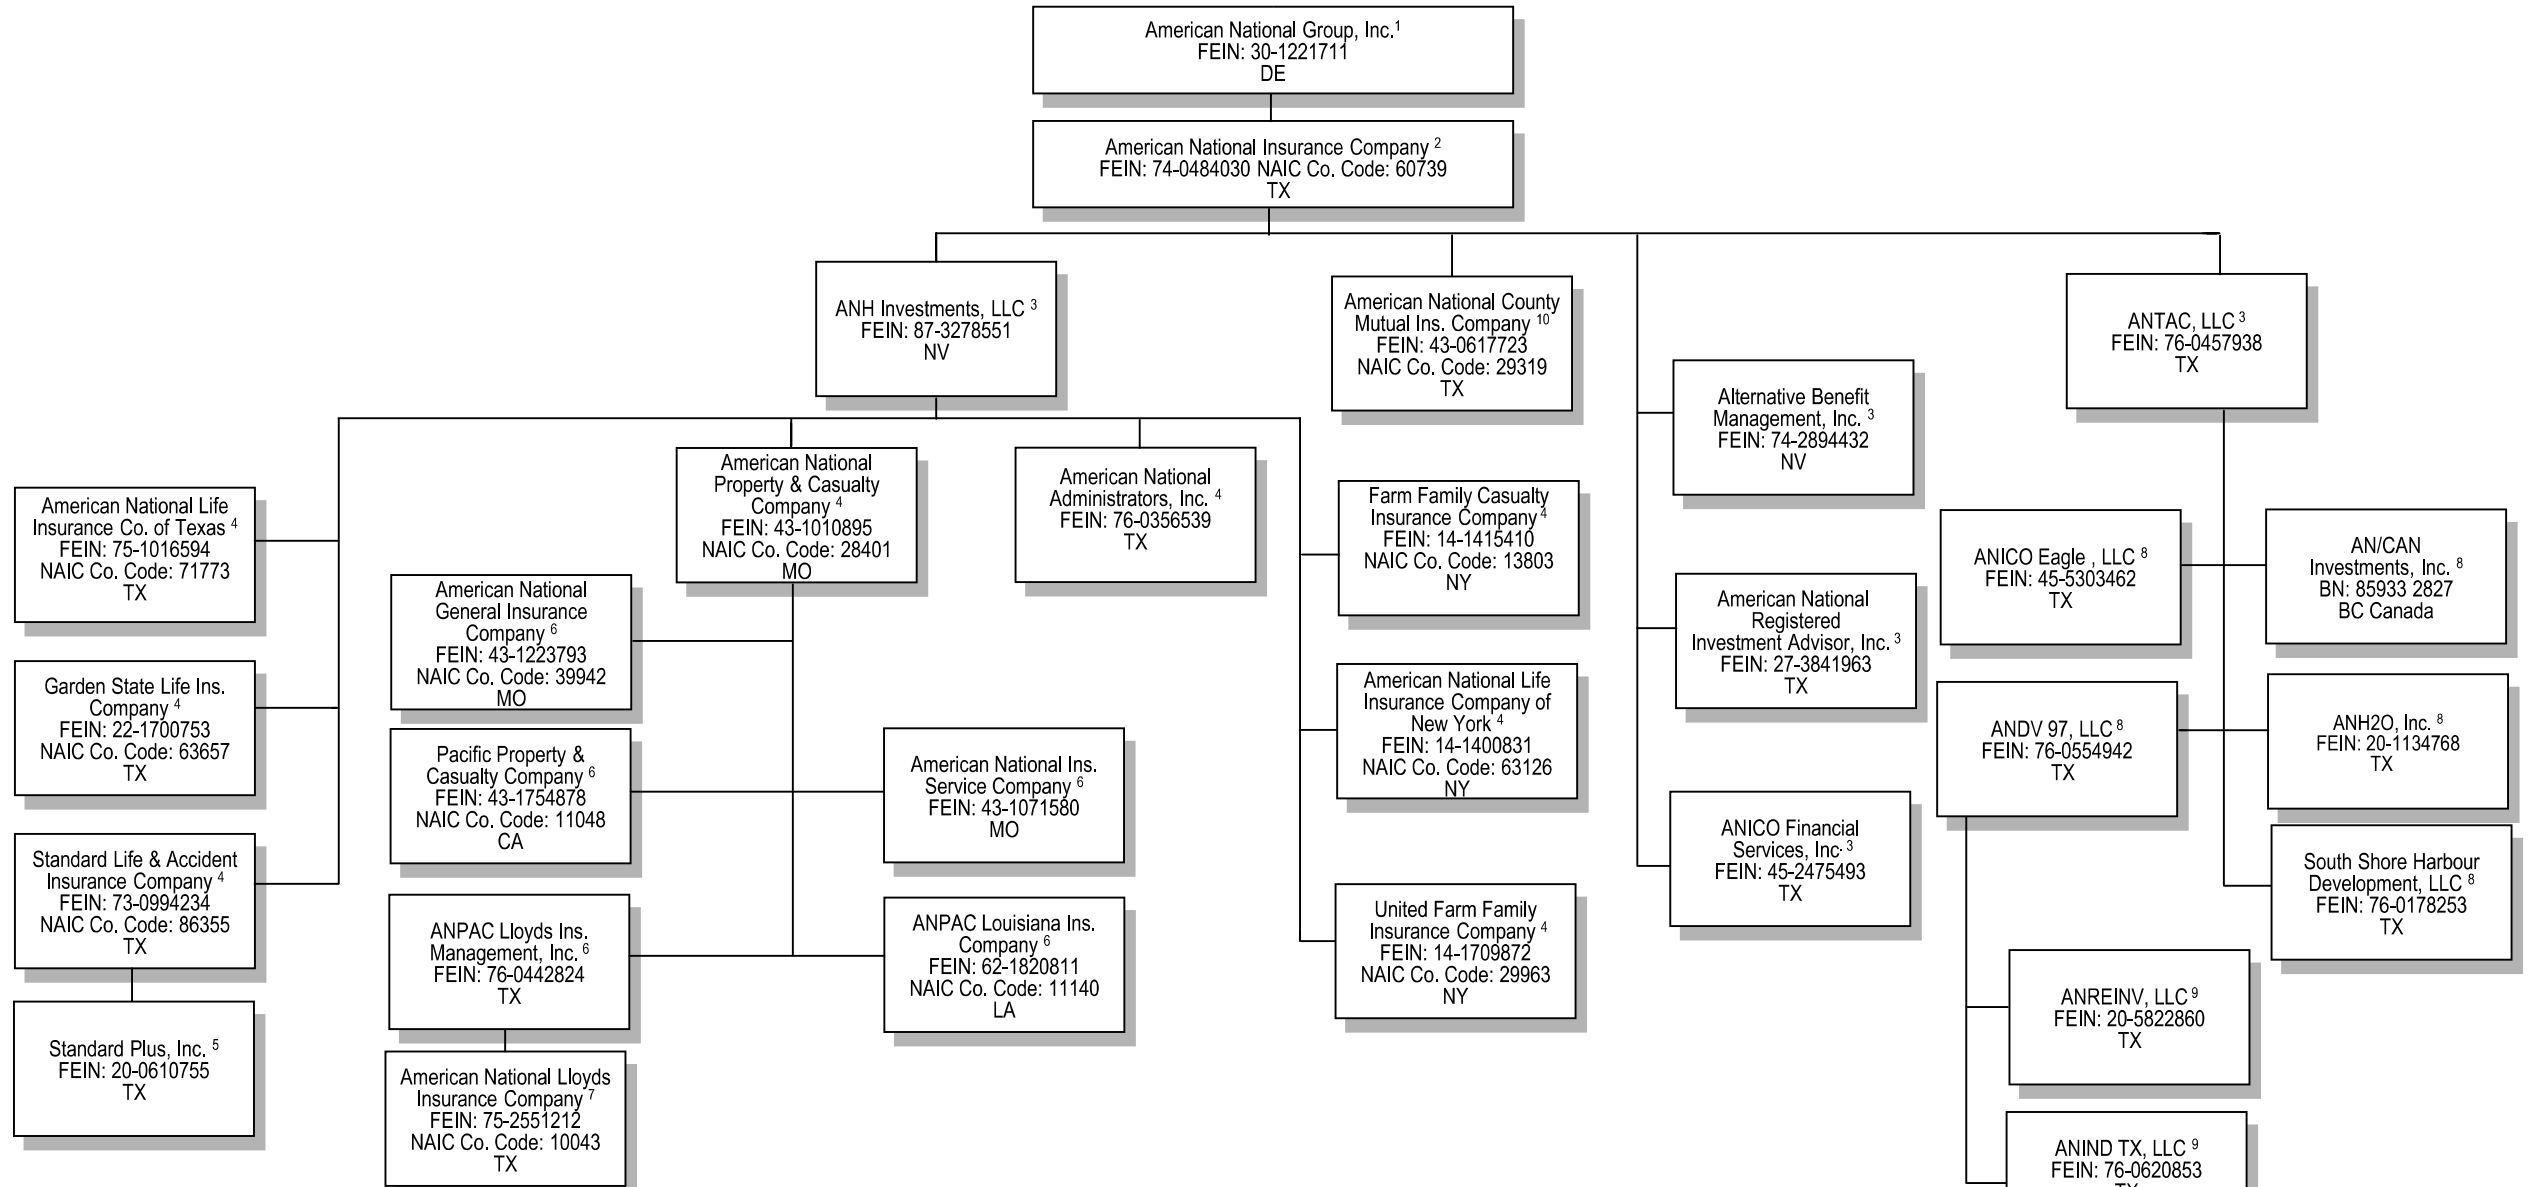 American National Group, Inc.¹
FEIN: 30-1221711
DE
American National Insurance Company ²
FEIN: 74-0484030 NAIC Co. Code: 60739
TX
ANH Investments, LLC ³
FEIN: 87-3278551
NV
American National County
Mutual Ins. Company ¹⁰
FEIN: 43-0617723
NAIC Co. Code: 29319
TX
ANTAC, LLC ³
FEIN: 76-0457938
TX
Alternative Benefit
Management, Inc. ³
FEIN: 74-2894432
NV
American National Life
Insurance Co. of Texas ⁴
FEIN: 75-1016594
NAIC Co. Code: 71773
TX
American National
Property & Casualty
Company ⁴
FEIN: 43-1010895
NAIC Co. Code: 28401
MO
American National
Administrators, Inc. ⁴
FEIN: 76-0356539
TX
Farm Family Casualty
Insurance Company ⁴
FEIN: 14-1415410
NAIC Co. Code: 13803
NY
ANICO Eagle , LLC ⁸
FEIN: 45-5303462
TX
AN/CAN
Investments, Inc. ⁸
BN: 85933 2827
BC Canada
American National
General Insurance
Company ⁶
FEIN: 43-1223793
NAIC Co. Code: 39942
MO
American National
Registered
Investment Advisor, Inc. ³
FEIN: 27-3841963
TX
Garden State Life Ins.
Company ⁴
FEIN: 22-1700753
NAIC Co. Code: 63657
TX
American National Life
Insurance Company of
New York ⁴
FEIN: 14-1400831
NAIC Co. Code: 63126
NY
ANDV 97, LLC ⁸
FEIN: 76-0554942
TX
ANH2O, Inc. ⁸
FEIN: 20-1134768
TX
Pacific Property &
Casualty Company ⁶
FEIN: 43-1754878
NAIC Co. Code: 11048
CA
American National Ins.
Service Company ⁶
FEIN: 43-1071580
MO
ANICO Financial
Services, Inc. ³
FEIN: 45-2475493
TX
South Shore Harbour
Development, LLC ⁸
FEIN: 76-0178253
TX
Standard Life & Accident
Insurance Company ⁴
FEIN: 73-0994234
NAIC Co. Code: 86355
TX
ANPAC Lloyds Ins.
Management, Inc. ⁶
FEIN: 76-0442824
TX
ANPAC Louisiana Ins.
Company ⁶
FEIN: 62-1820811
NAIC Co. Code: 11140
LA
United Farm Family
Insurance Company ⁴
FEIN: 14-1709872
NAIC Co. Code: 29963
NY
ANREINV, LLC ⁹
FEIN: 20-5822860
TX
Standard Plus, Inc. ⁵
FEIN: 20-0610755
TX
American National Lloyds
Insurance Company ⁷
FEIN: 75-2551212
NAIC Co. Code: 10043
TX
ANIND TX, LLC ⁹
FEIN: 76-0620853
TX